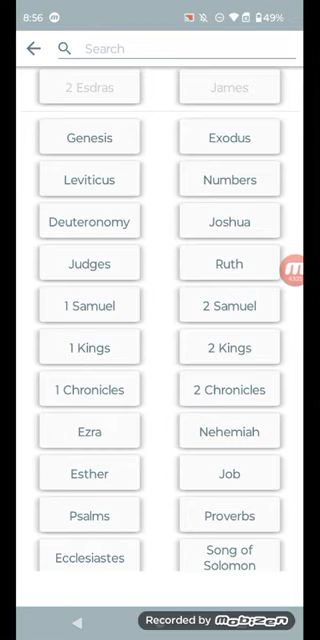 8:56
49%
Search
2 Esdras
James
Genesis
Exodus
Leviticus
Numbers
Deuteronomy
Joshua
Judges
Ruth
1 Samuel
2 Samuel
1 Kings
2 Kings
1 Chronicles
2 Chronicles
Ezra
Nehemiah
Esther
Job
Psalms
Proverbs
Ecclesiastes
Song of
Solomon
Recorded by Mobizen